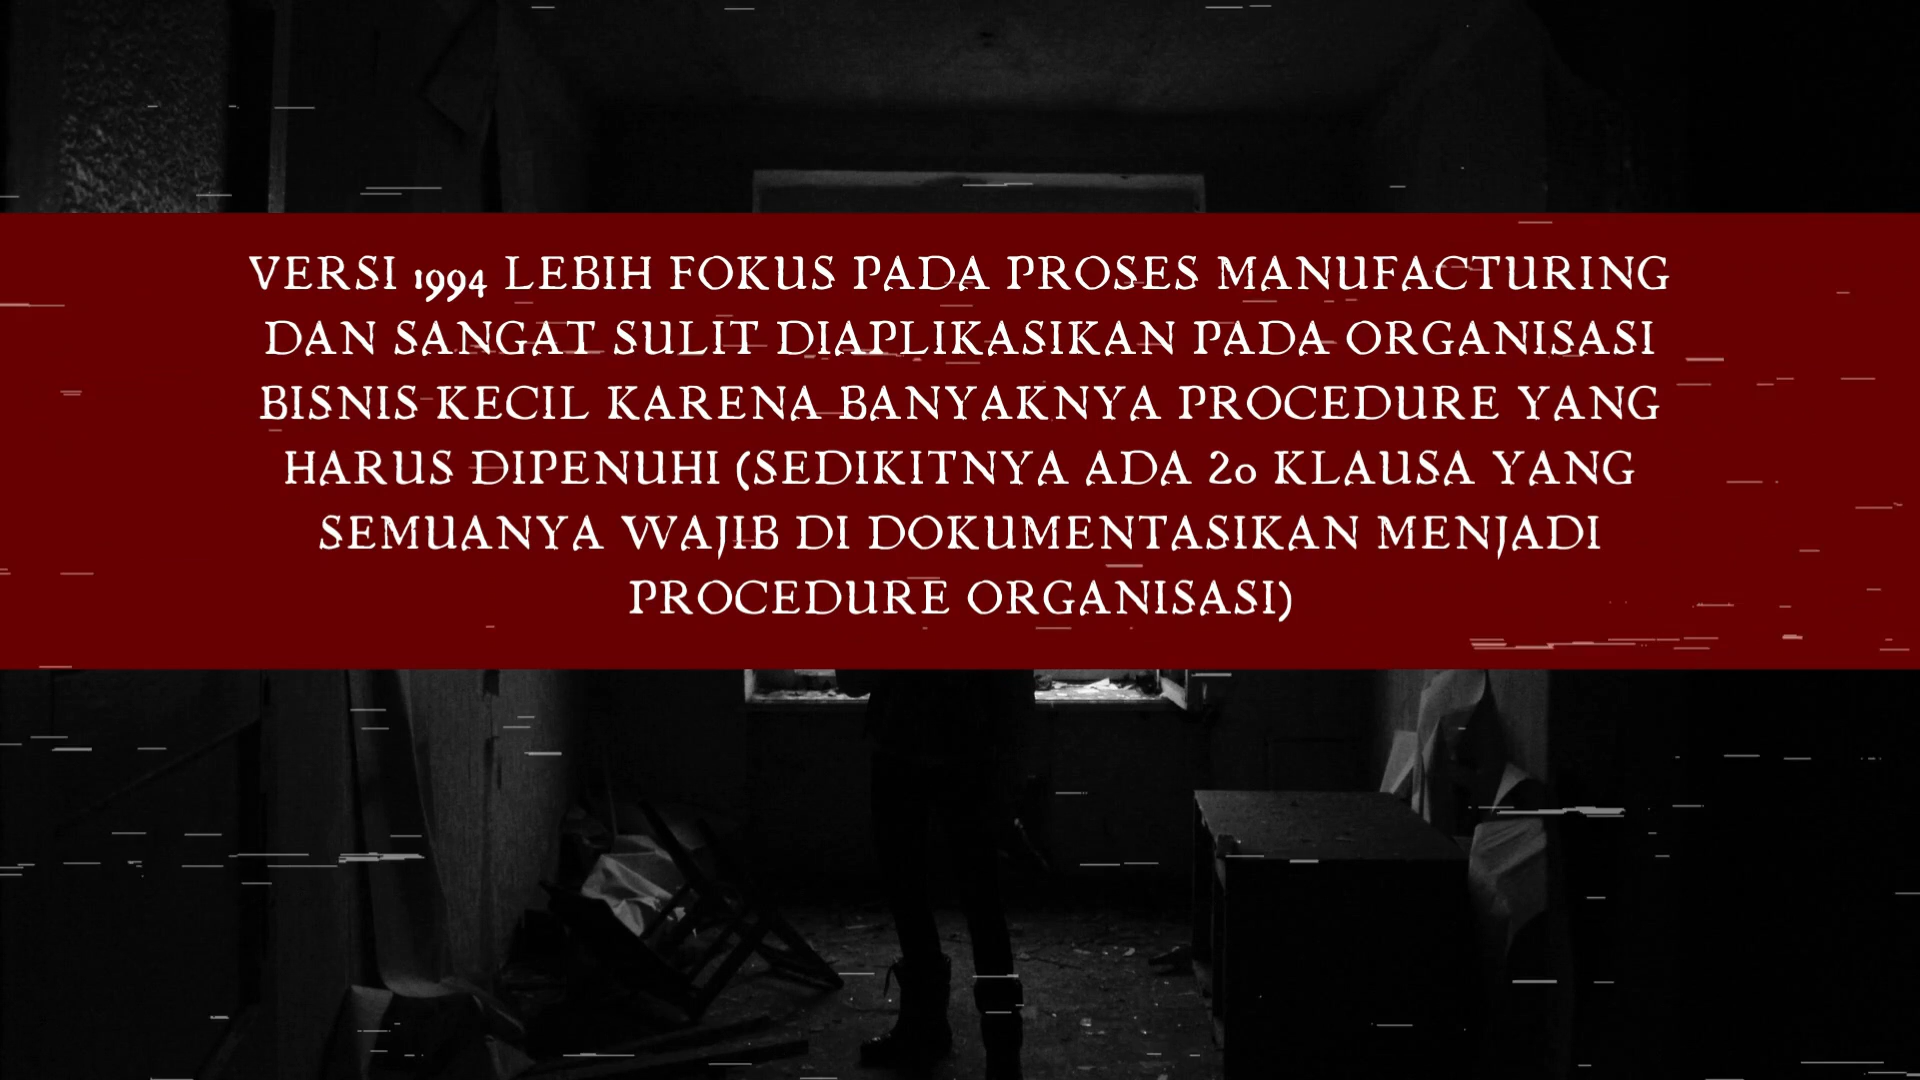 VERSI 1994 LEBIH FOKUS PADA PROSES MANUFACTURING
DAN SANGAT SULIT DIAPLIKASIKAN PADA ORGANISASI
BISNIS KECIL KARENA BANYAKNYA PROCEDURE YANG
HARUS DIPENUHI (SEDIKITNYA ADA 20 KLAUSA YANG
SEMUANYA WAJIB DI DOKUMENTASIKAN MENJADI
PROCEDURE ORGANISASI)